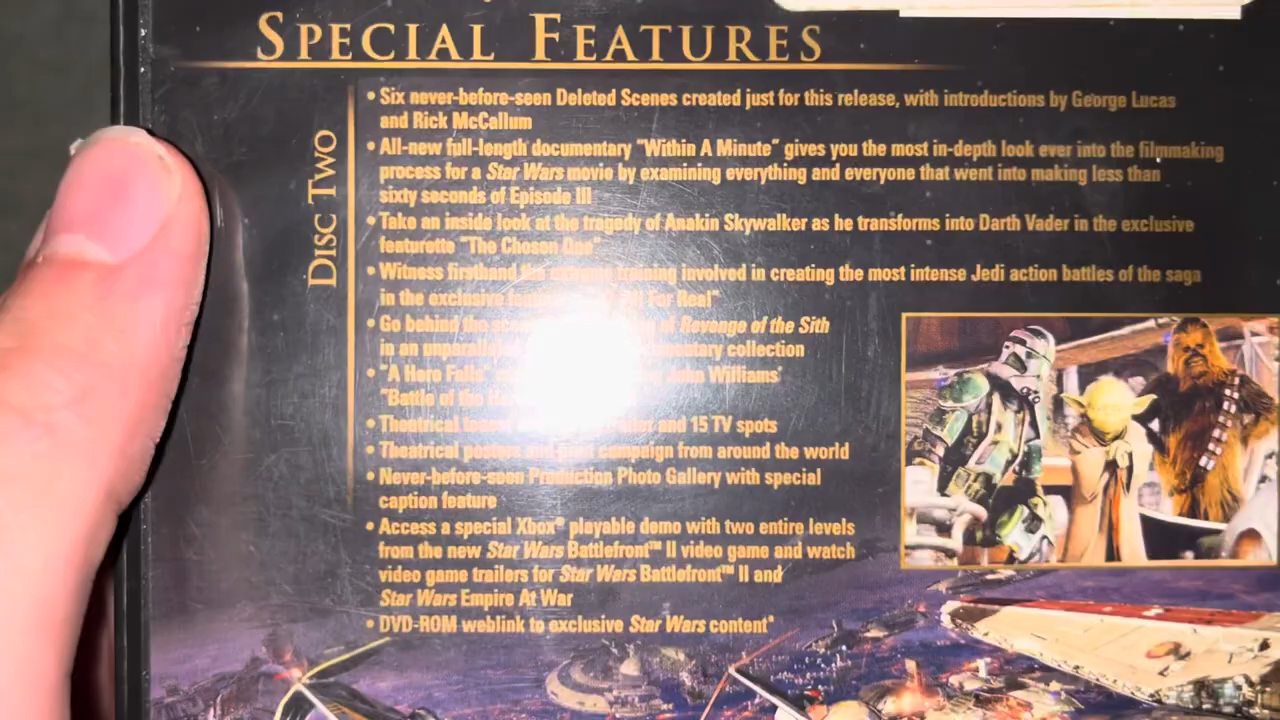 SPECIAL FEATURES
DISC TWO
• Six never-before-seen Deleted Scenes created just for this release, with introductions by George Lucas
and Rick McCallum
• All-new full-length documentary "Within A Minute" gives you the most in-depth look ever into the filmmaking
process for a Star Wars movie by examining everything and everyone that went into making less than
sixty seconds of Episode III
• Take an inside look at the tragedy of Anakin Skywalker as he transforms into Darth Vader in the exclusive
featurette "The Chosen One"
• Witness firsthand the extreme training involved in creating the most intense Jedi action battles of the saga
in the exclusive For Real"
• Go behind the of Revenge of the Sith
in an collection
• "A Hero Falls" John Williams'
"Battle of the
• Theatrical teaser and 15 TV spots
• Theatrical posters and print campaign from around the world
• Never-before-seen Production Photo Gallery with special
caption feature
• Access a special Xbox® playable demo with two entire levels
from the new Star Wars Battlefront™ II video game and watch
video game trailers for Star Wars Battlefront™ II and
Star Wars Empire At War
• DVD-ROM weblink to exclusive Star Wars content*